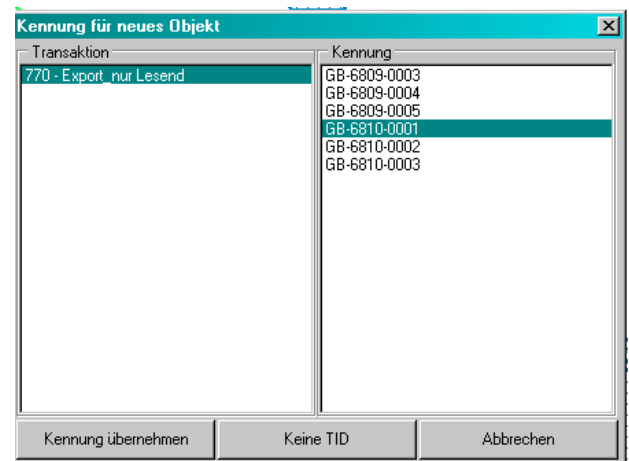 Kennung für neues Objekt
Transaktion
770 - Export_nur Lesend
Kennung
GB-6809-0003
GB-6809-0004
GB-6809-0005
GB-6810-0001
GB-6810-0002
GB-6810-0003
Kennung übernehmen
Keine TID
Abbrechen